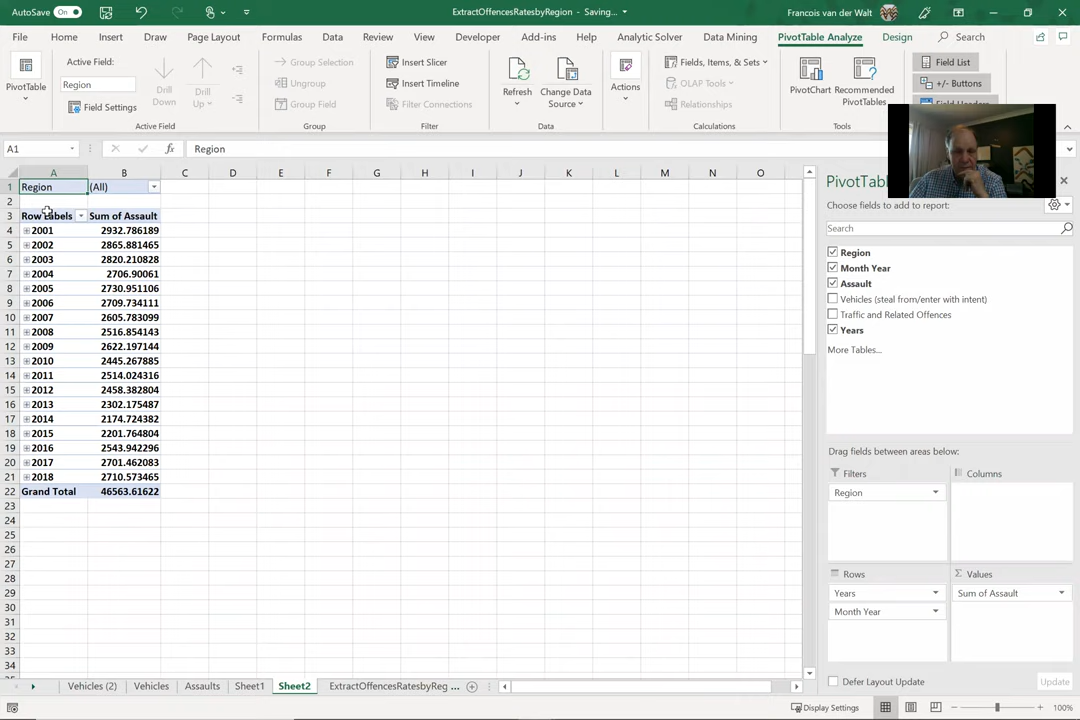 AutoSave On
ExtractOffencesRatesbyRegion - Saving...
Francois van der Walt
File Home Insert Draw Page Layout Formulas Data Review View Developer Add-ins Help Analytic Solver Data Mining PivotTable Analyze Design Search
PivotTable
Active Field:
Region
Field Settings
Drill Down
Drill Up
Active Field
Group Selection
Ungroup
Group Field
Group
Insert Slicer
Insert Timeline
Filter Connections
Filter
Refresh
Change Data Source
Data
Actions
Fields, Items, & Sets
OLAP Tools
Relationships
Calculations
PivotChart
Recommended PivotTables
Tools
Field List
+/- Buttons
Field Headers
A1 fx Region
A B C D E F G H I J K L M N O
1 Region (All)
2
3 Row Labels Sum of Assault
4 2001 2932.786189
5 2002 2865.881465
6 2003 2820.210828
7 2004 2706.90061
8 2005 2730.951106
9 2006 2709.734111
10 2007 2605.783099
11 2008 2516.854143
12 2009 2622.197144
13 2010 2445.267885
14 2011 2514.024316
15 2012 2458.382804
16 2013 2302.175487
17 2014 2174.724382
18 2015 2201.764804
19 2016 2543.942296
20 2017 2701.462083
21 2018 2710.573465
22 Grand Total 46563.61622
23
24
25
26
27
28
29
30
31
32
33
34
Choose fields to add to report:
Search
Region
Month Year
Assault
Vehicles (steal from/enter with intent)
Traffic and Related Offences
Years
More Tables...
Drag fields between areas below:
Filters
Region
Columns
Rows
Years
Month Year
Σ Values
Sum of Assault
Defer Layout Update Update
Vehicles (2) Vehicles Assaults Sheet1 Sheet2 ExtractOffencesRatesbyReg ...
Display Settings 100%